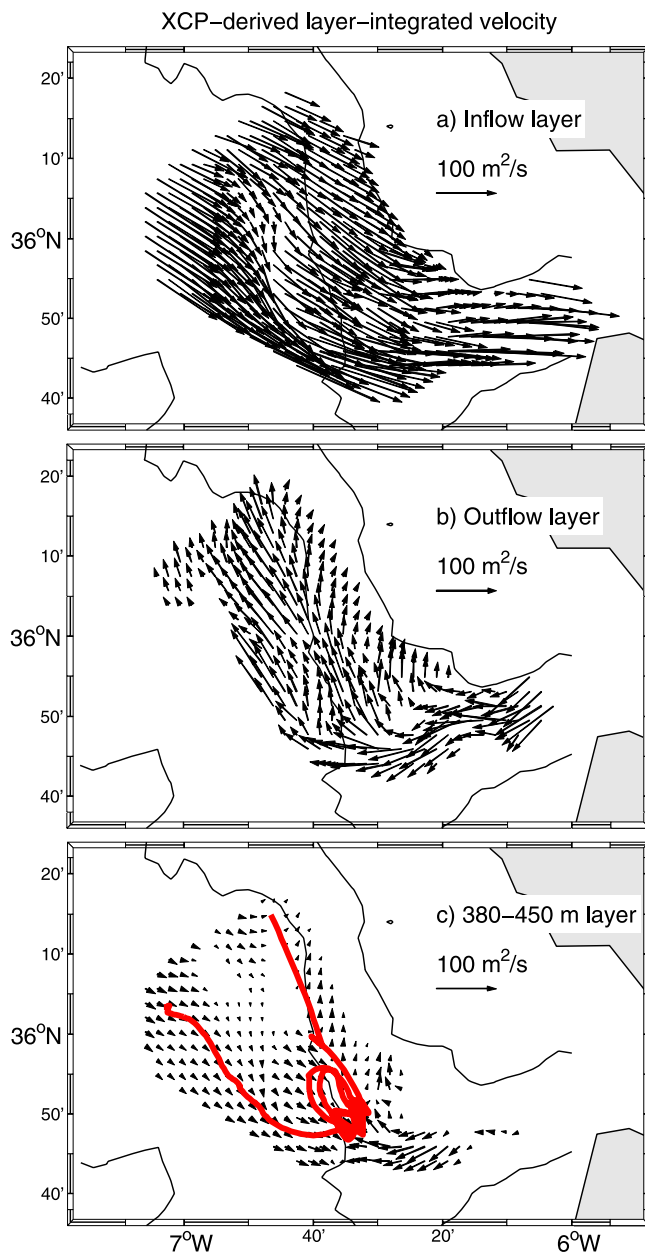 XCP−derived layer−integrated velocity
20'
a) Inflow layer
10'
100 m²/s
36°N
50'
40'
20'
b) Outflow layer
10'
100 m²/s
36°N
50'
40'
20'
c) 380−450 m layer
10'
100 m²/s
36°N
50'
40'
7°W 40' 20' 6°W